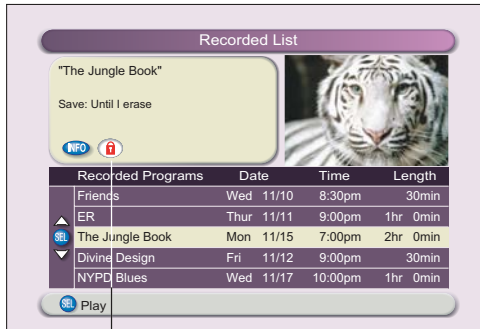 Recorded List
"The Jungle Book"
Save: Until I erase
INFO
Recorded Programs Date Time Length
Friends Wed 11/10 8:30pm 30min
ER Thur 11/11 9:00pm 1hr 0min
SEL The Jungle Book Mon 11/15 7:00pm 2hr 0min
Divine Design Fri 11/12 9:00pm 30min
NYPD Blues Wed 11/17 10:00pm 1hr 0min
SEL Play